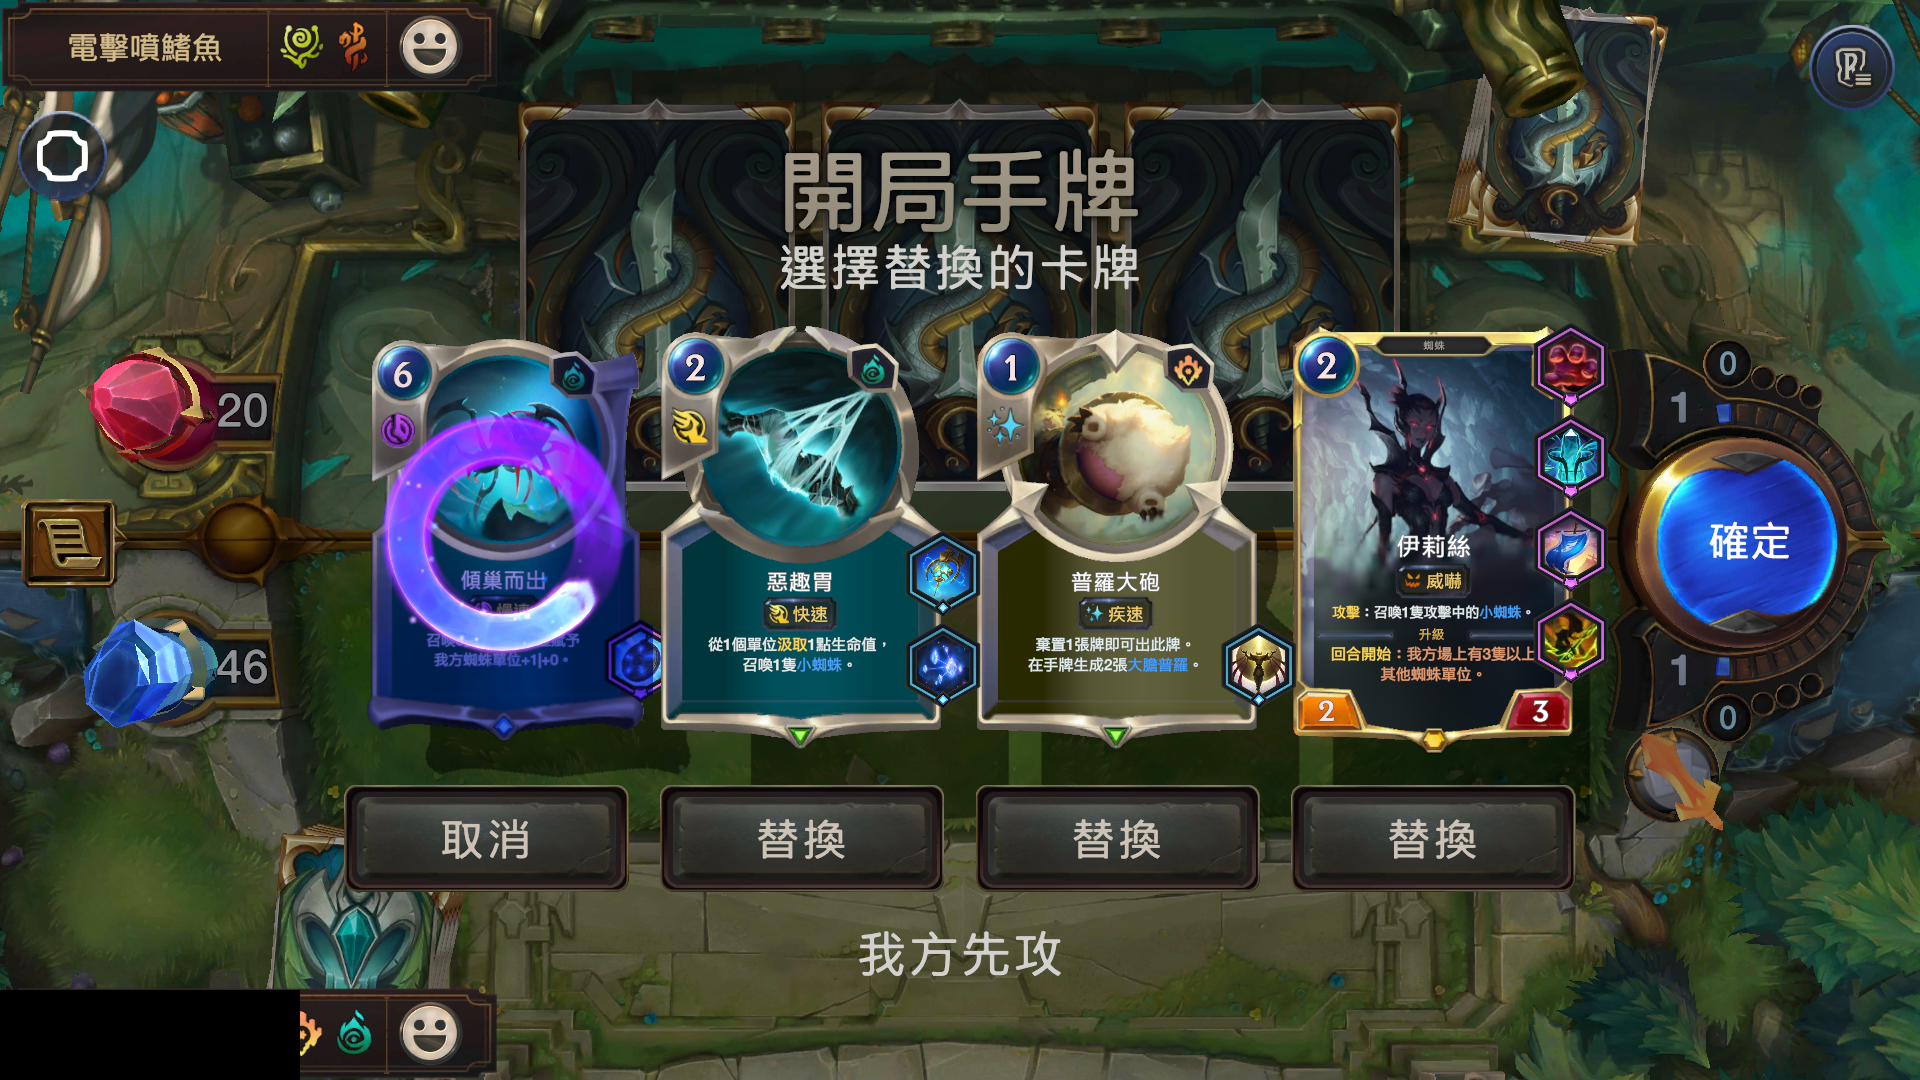 電擊噴鰭魚
開局手牌
選擇替換的卡牌
20
46
0
1
1
0
確定
6
傾巢而出
我方蜘蛛單位+1|+0。
2
惡趣胃
快速
從1個單位汲取1點生命值，
召喚1隻小蜘蛛。
1
普羅大砲
疾速
棄置1張牌即可出此牌。
在手牌生成2張大膽普羅。
2
蜘蛛
伊莉絲
威嚇
攻擊：召喚1隻攻擊中的小蜘蛛。
升級
回合開始：我方場上有3隻以上
其他蜘蛛單位。
2
3
取消
替換
替換
替換
我方先攻